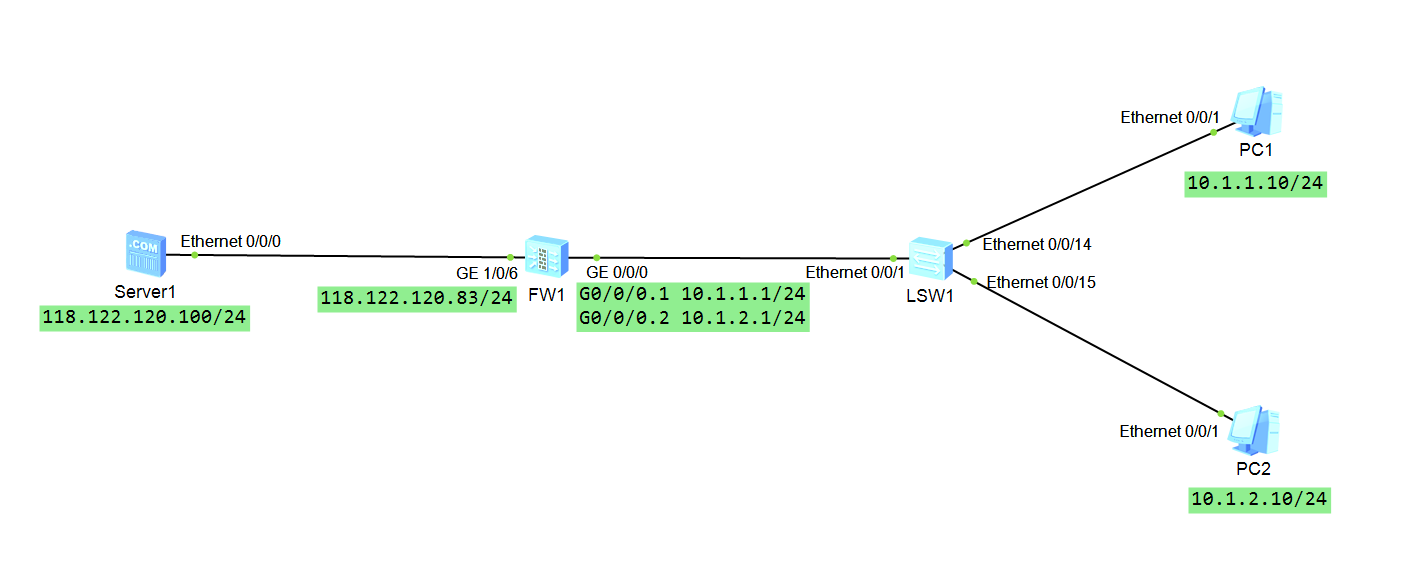 Ethernet 0/0/1
PC1
10.1.1.10/24
.COM
Ethernet 0/0/0
Server1
118.122.120.100/24
GE 1/0/6
118.122.120.83/24
FW1
GE 0/0/0
G0/0/0.1 10.1.1.1/24
G0/0/0.2 10.1.2.1/24
Ethernet 0/0/1
LSW1
Ethernet 0/0/14
Ethernet 0/0/15
Ethernet 0/0/1
PC2
10.1.2.10/24